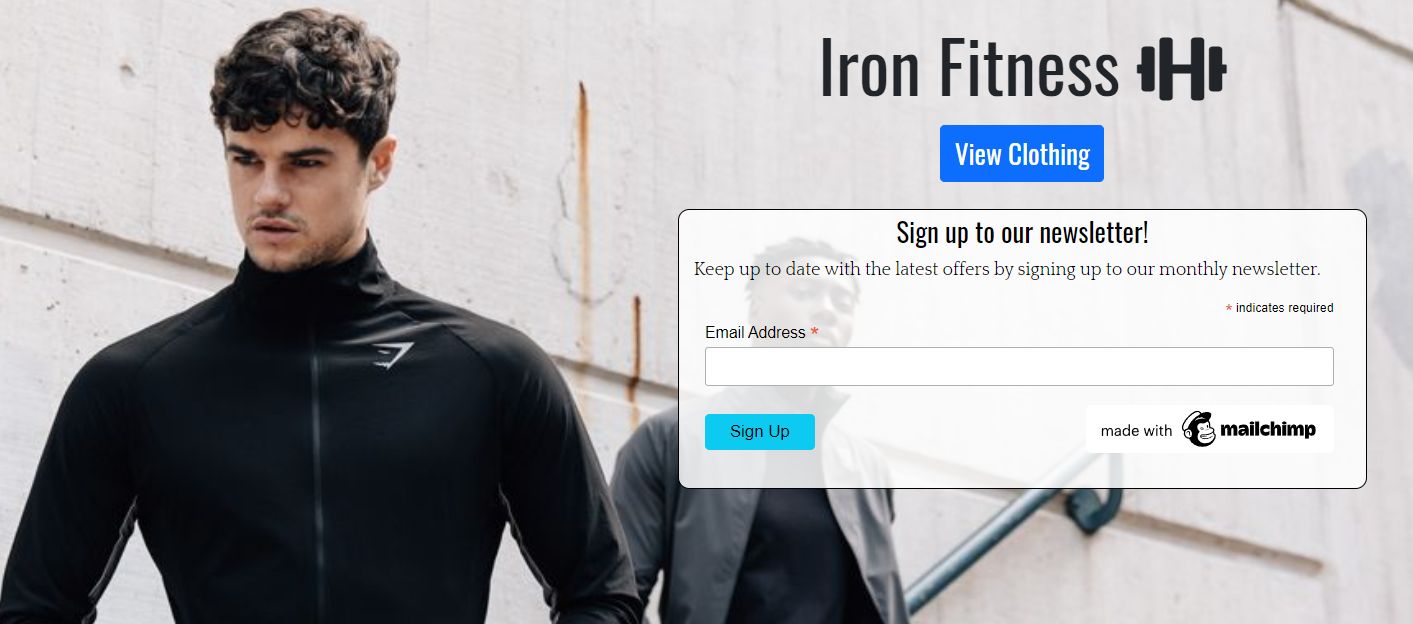 Iron Fitness
View Clothing
Sign up to our newsletter!
Keep up to date with the latest offers by signing up to our monthly newsletter.
* indicates required
Email Address *
Sign Up
made with mailchimp